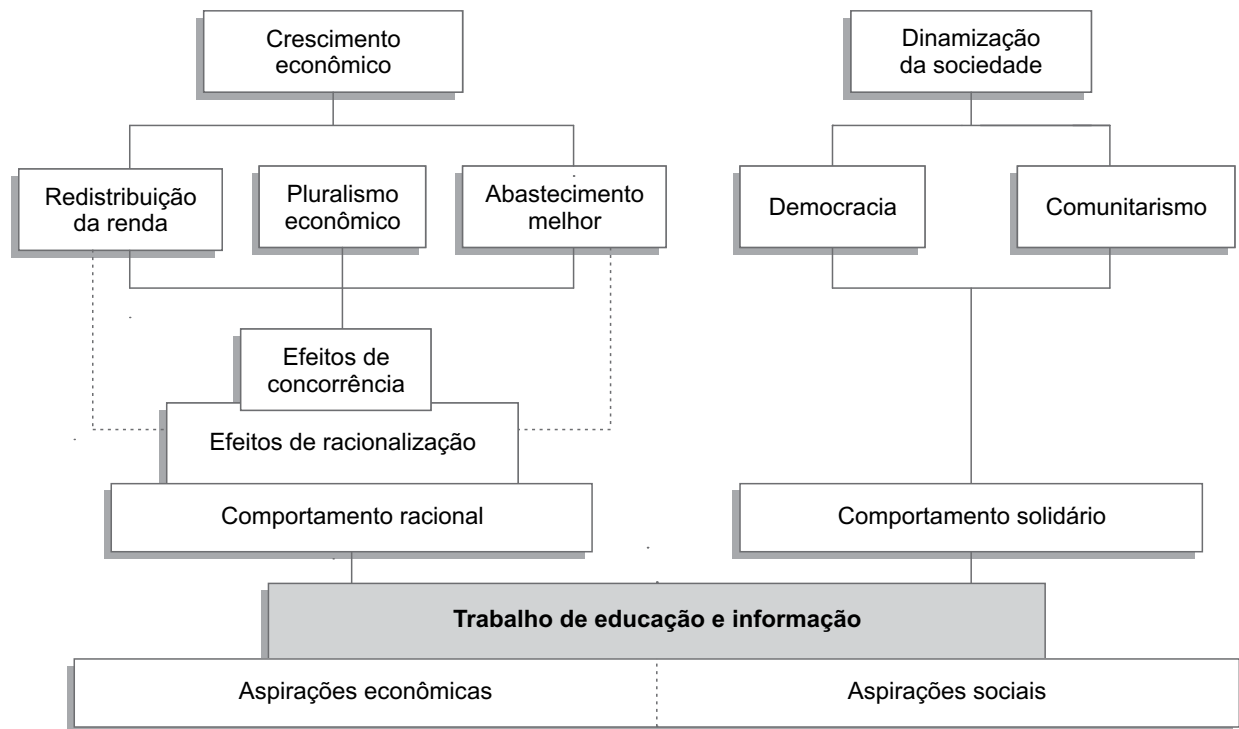 Crescimento
econômico
Dinamização
da sociedade
Redistribuição
da renda
Pluralismo
econômico
Abastecimento
melhor
Democracia
Comunitarismo
Efeitos de
concorrência
Efeitos de racionalização
Comportamento racional
Comportamento solidário
Trabalho de educação e informação
Aspirações econômicas
Aspirações sociais